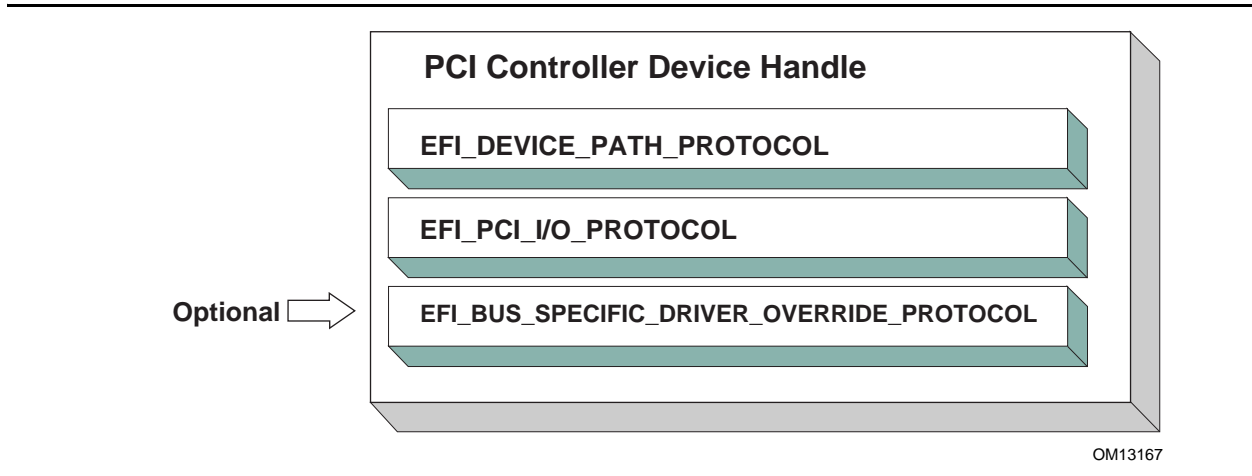 PCI Controller Device Handle
EFI_DEVICE_PATH_PROTOCOL
EFI_PCI_I/O_PROTOCOL
Optional
EFI_BUS_SPECIFIC_DRIVER_OVERRIDE_PROTOCOL
OM13167